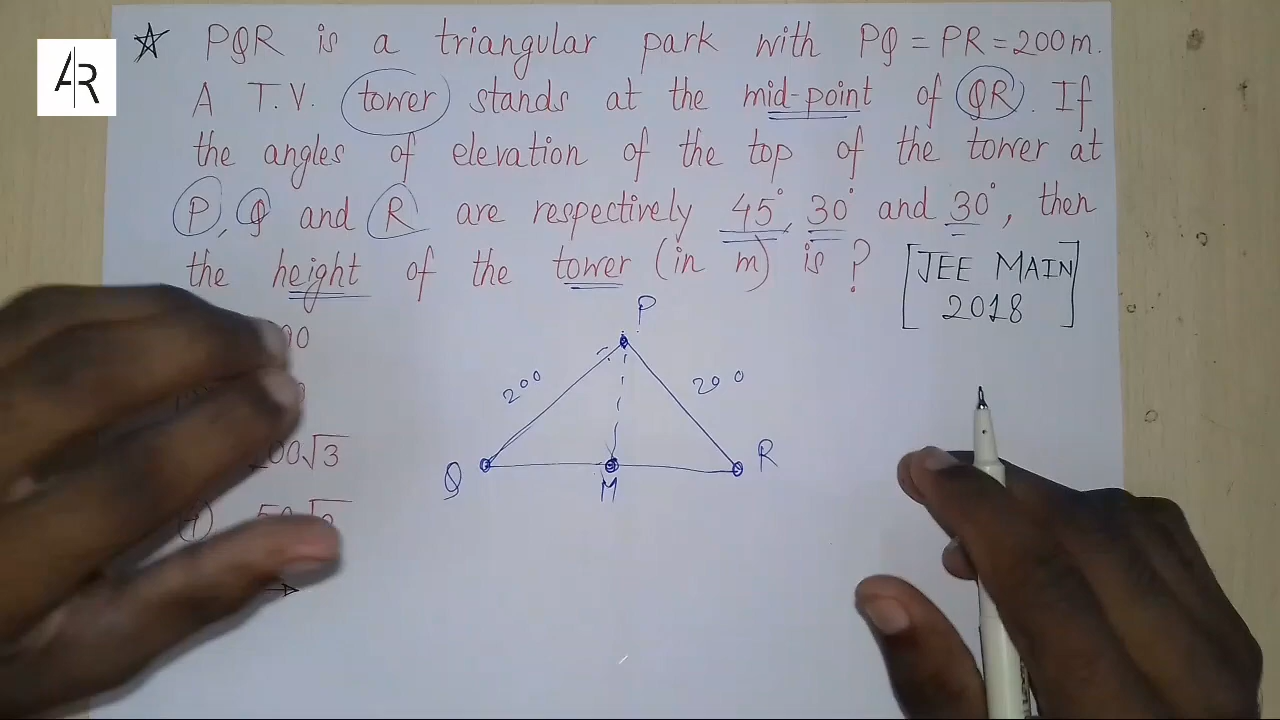 AR
PQR is a triangular park with PQ = PR = 200 m.
A T.V. tower stands at the mid-point of QR. If
the angles of elevation of the top of the tower at
P, Q and R are respectively 45°, 30° and 30°, then
the height of the tower (in m) is ?
[JEE MAIN
2018]
P
200
200
00√3
Q
R
M